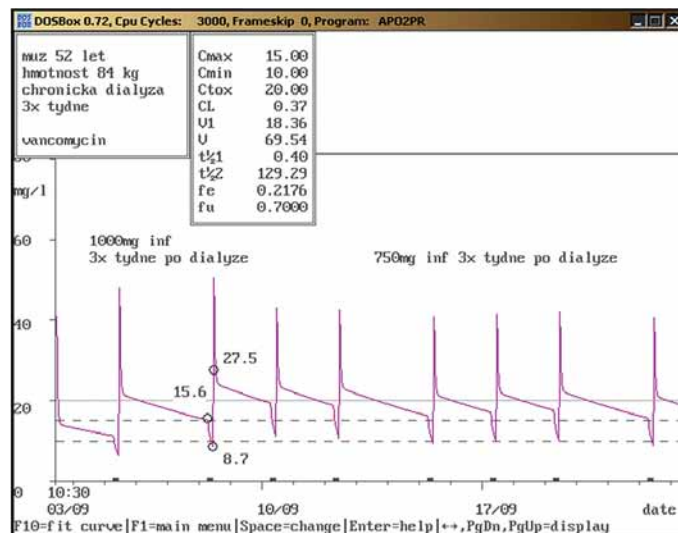 DOSBox 0.72, Cpu Cycles: 3000, Frameskip 0, Program: APO2PR
muz 52 let
hmotnost 84 kg
chronicka dialyza
3x tydne
vancomycin
Cmax 15.00
Cmin 10.00
Ctox 20.00
CL 0.37
V1 18.36
V 69.54
t½1 0.40
t½2 129.29
fe 0.2176
fu 0.7000
80
mg/l
60
1000mg inf
3x tydne po dialyze
750mg inf 3x tydne po dialyze
40
27.5
15.6
20
8.7
0
10:30
03/09 10/09 17/09 date
F10=fit curve|F1=main menu|Space=change|Enter=help|↔,PgDn,PgUp=display